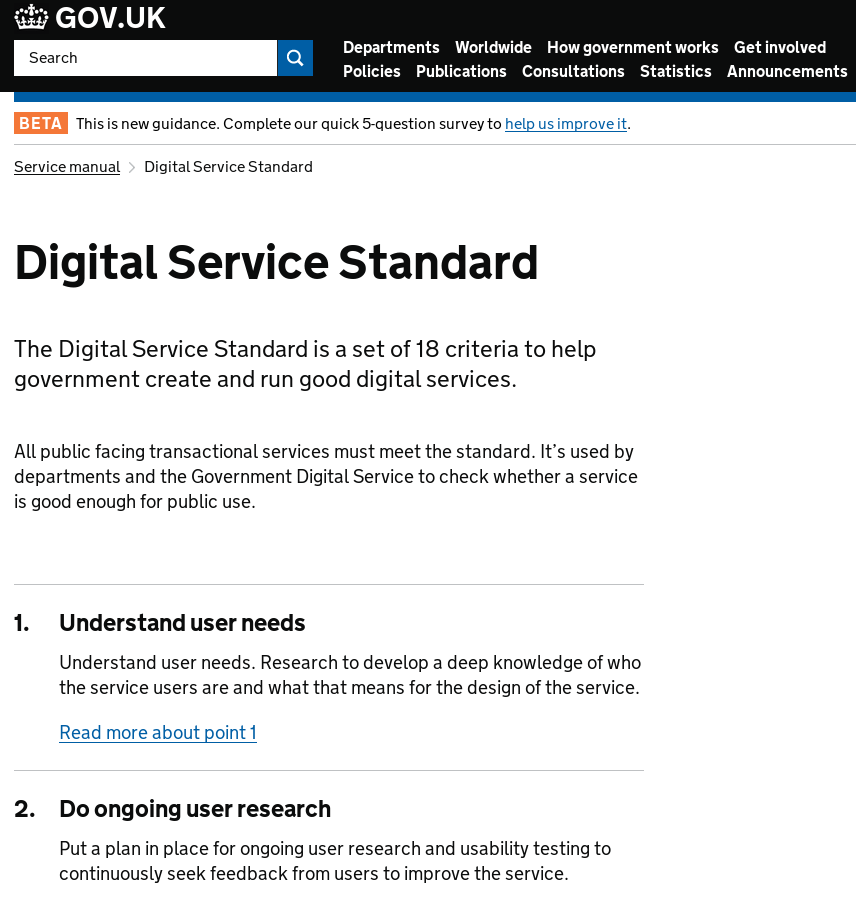 GOV.UK
Search
Departments Worldwide How government works Get involved
Policies Publications Consultations Statistics Announcements
BETA This is new guidance. Complete our quick 5-question survey to help us improve it.
Service manual Digital Service Standard
Digital Service Standard
The Digital Service Standard is a set of 18 criteria to help
government create and run good digital services.
All public facing transactional services must meet the standard. It’s used by
departments and the Government Digital Service to check whether a service
is good enough for public use.
1. Understand user needs
Understand user needs. Research to develop a deep knowledge of who
the service users are and what that means for the design of the service.
Read more about point 1
2. Do ongoing user research
Put a plan in place for ongoing user research and usability testing to
continuously seek feedback from users to improve the service.